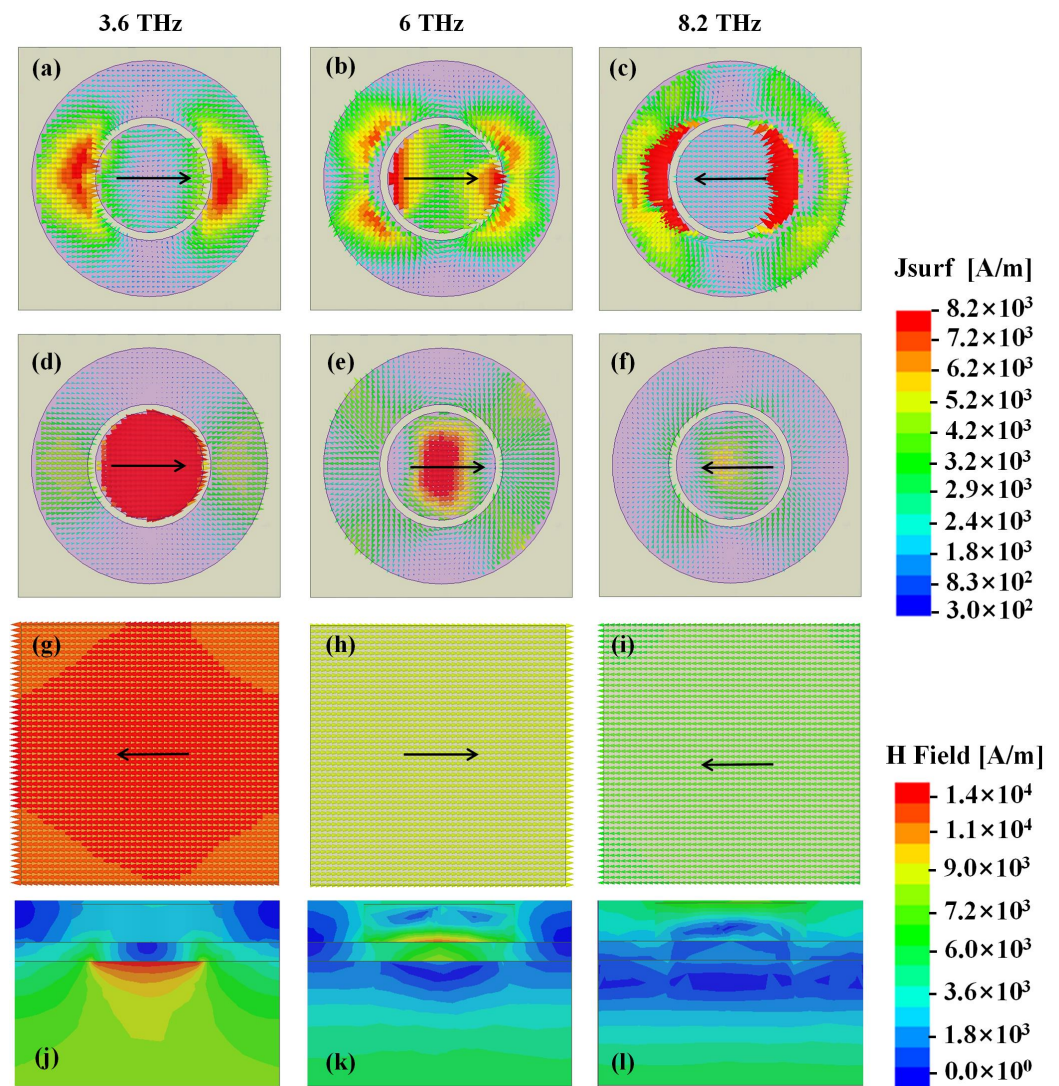 3.6 THz 6 THz 8.2 THz
(a) (b) (c)
Jsurf [A/m]
8.2×10³
7.2×10³
6.2×10³
5.2×10³
4.2×10³
3.2×10³
2.9×10³
2.4×10³
1.8×10³
8.3×10²
3.0×10²
(d) (e) (f)
(g) (h) (i)
H Field [A/m]
1.4×10⁴
1.1×10⁴
9.0×10³
7.2×10³
6.0×10³
3.6×10³
1.8×10³
0.0×10⁰
(j) (k) (l)